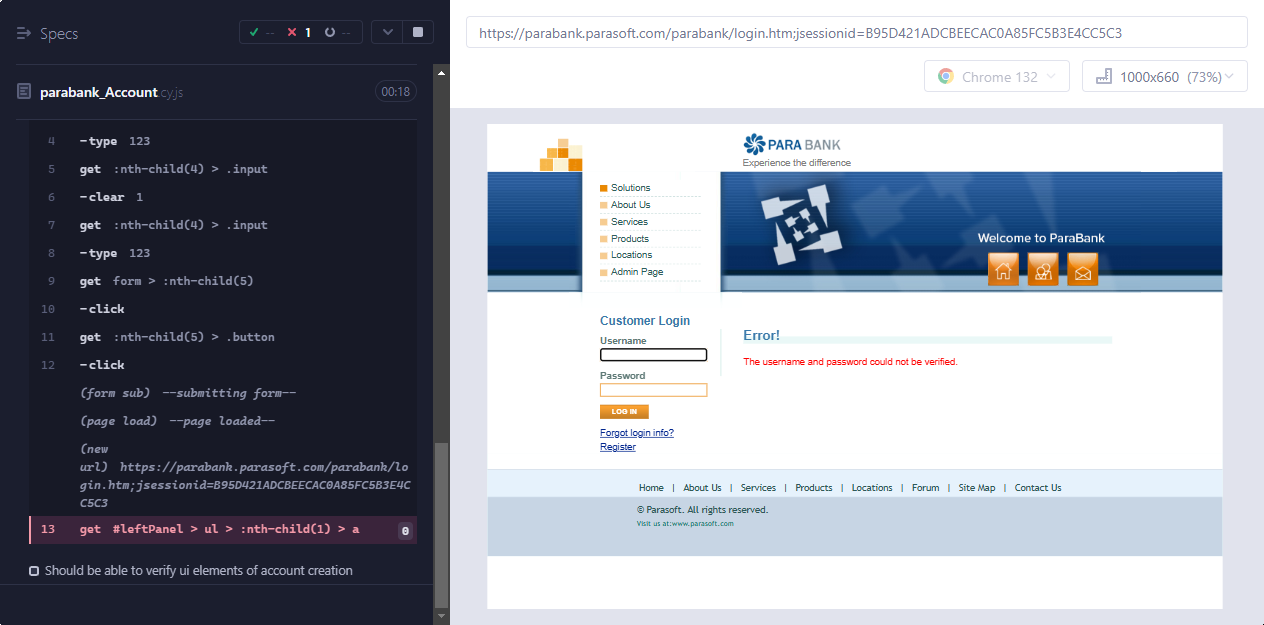 Specs
-- 1 --
parabank_Account.cy.js 00:18
4 -type 123
5 get :nth-child(4) > .input
6 -clear 1
7 get :nth-child(4) > .input
8 -type 123
9 get form > :nth-child(5)
10 -click
11 get :nth-child(5) > .button
12 -click
(form sub) --submitting form--
(page load) --page loaded--
(new
url) https://parabank.parasoft.com/parabank/lo
gin.htm;jsessionid=B95D421ADCBEECAC0A85FC5B3E4C
C5C3
13 get #leftPanel > ul > :nth-child(1) > a 0
Should be able to verify ui elements of account creation
https://parabank.parasoft.com/parabank/login.htm;jsessionid=B95D421ADCBEECAC0A85FC5B3E4CC5C3
Chrome 132 1000x660 (73%)
PARA BANK
Experience the difference
Solutions
About Us
Services
Products
Locations
Admin Page
Welcome to ParaBank
Customer Login
Username
Password
LOG IN
Forgot login info?
Register
Error!
The username and password could not be verified.
Home | About Us | Services | Products | Locations | Forum | Site Map | Contact Us
© Parasoft. All rights reserved.
Visit us at:www.parasoft.com